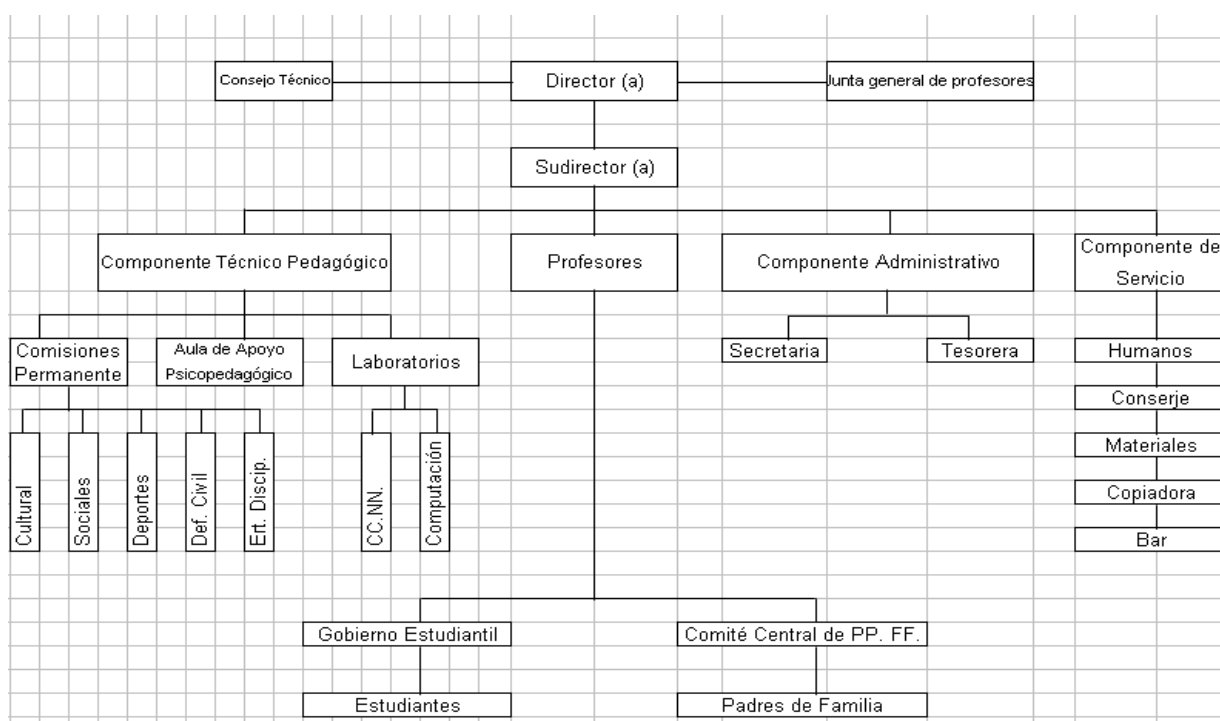 Consejo Técnico
Director (a)
Junta general de profesores
Sudirector (a)
Componente Técnico Pedagógico
Profesores
Componente Administrativo
Componente de
Servicio
Comisiones
Permanente
Aula de Apoyo
Psicopedagógico
Laboratorios
Secretaria
Tesorera
Humanos
Conserje
Materiales
Copiadora
Bar
Cultural
Sociales
Deportes
Def. Civil
Ert. Discip.
CC.NN.
Computación
Gobierno Estudiantil
Comité Central de PP. FF.
Estudiantes
Padres de Familia